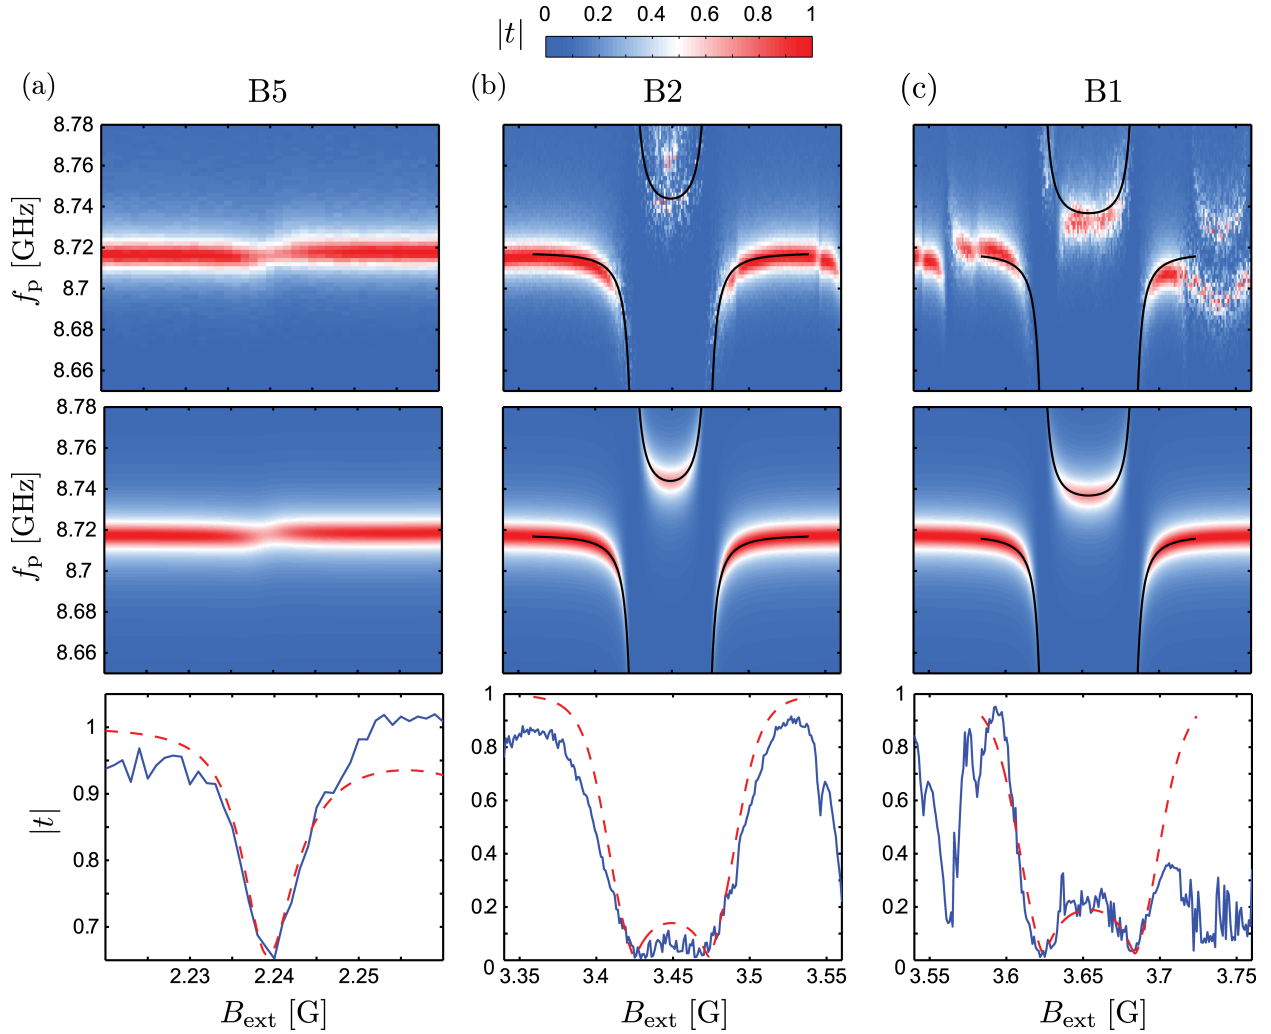 |t| 0 0.2 0.4 0.6 0.8 1
(a) B5 (b) B2 (c) B1
8.78
8.76
8.74
8.72
8.7
8.68
8.66
f_p [GHz]
8.78
8.76
8.74
8.72
8.7
8.68
8.66
f_p [GHz]
1
0.9
0.8
0.7
|t|
2.23 2.24 2.25
B_ext [G]
1
0.8
0.6
0.4
0.2
0
3.35 3.4 3.45 3.5 3.55
B_ext [G]
1
0.8
0.6
0.4
0.2
0
3.55 3.6 3.65 3.7 3.75
B_ext [G]